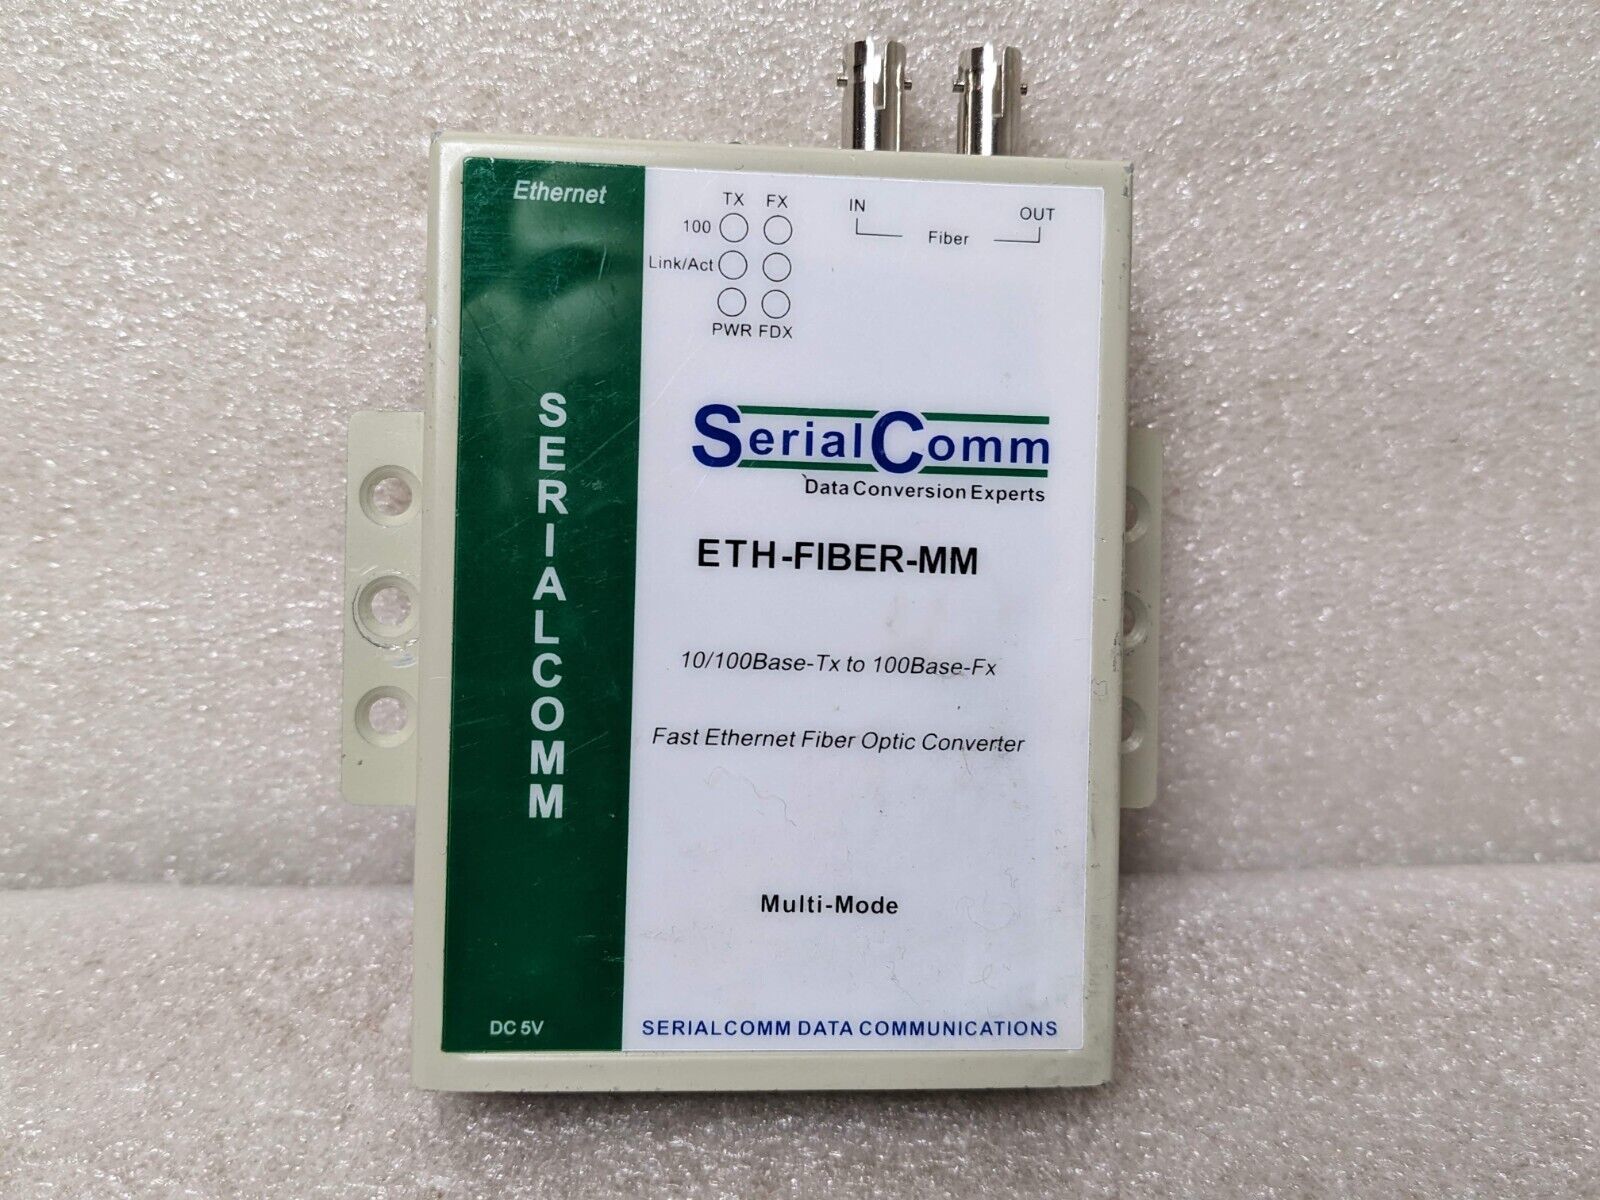 Ethernet
TX FX
100
Link/Act
PWR FDX
IN
OUT
Fiber
SERIALCOMM
SerialComm
Data Conversion Experts
ETH-FIBER-MM
10/100Base-Tx to 100Base-Fx
Fast Ethernet Fiber Optic Converter
Multi-Mode
DC 5V
SERIALCOMM DATA COMMUNICATIONS